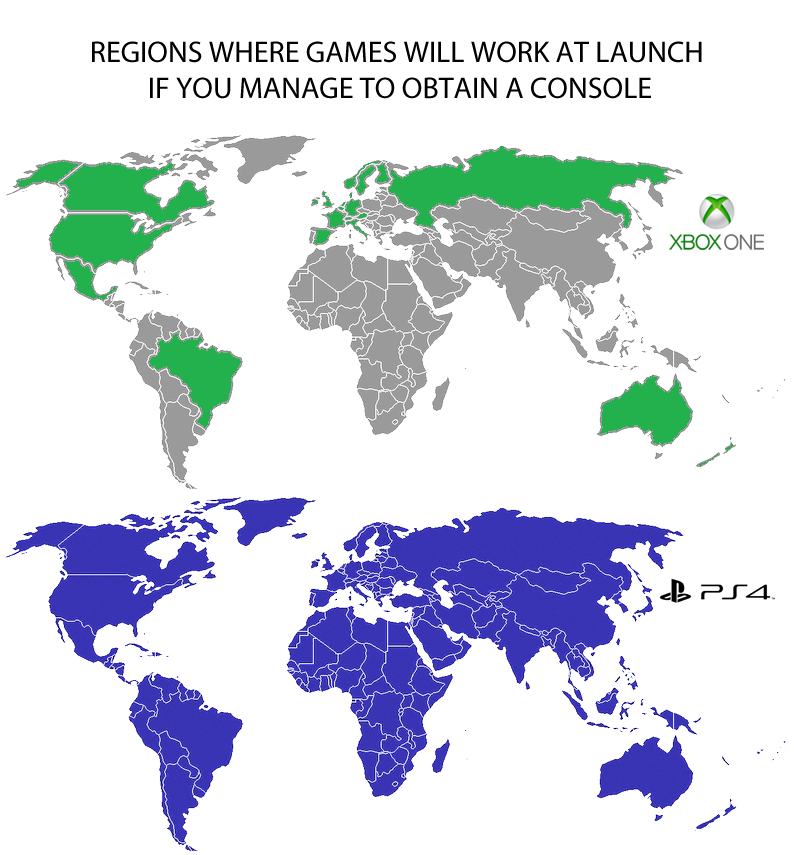 REGIONS WHERE GAMES WILL WORK AT LAUNCH
IF YOU MANAGE TO OBTAIN A CONSOLE
XBOX ONE
PS4